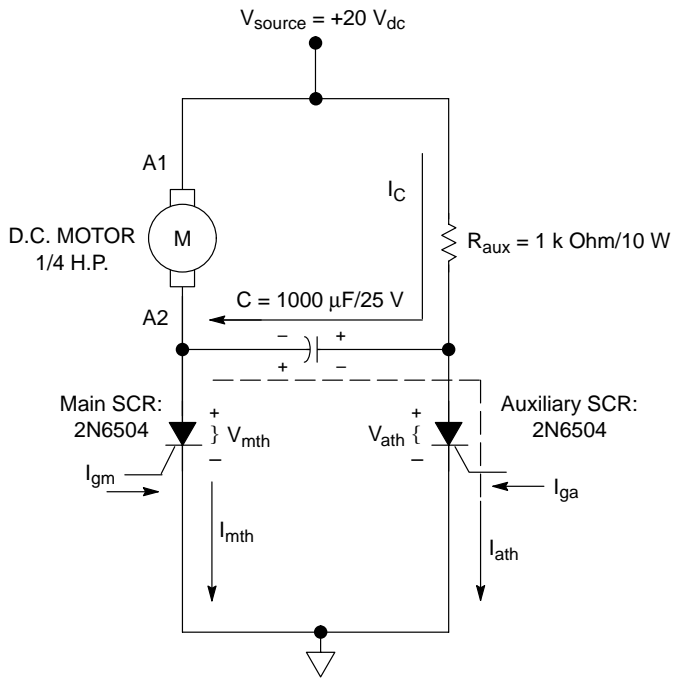 V_source = +20 V_dc
A1
I_C
D.C. MOTOR
1/4 H.P.
M
R_aux = 1 k Ohm/10 W
A2
C = 1000 μF/25 V
− +
+ −
Main SCR:
2N6504
+
} V_mth
−
+
V_ath {
−
Auxiliary SCR:
2N6504
I_gm
I_ga
I_mth
I_ath